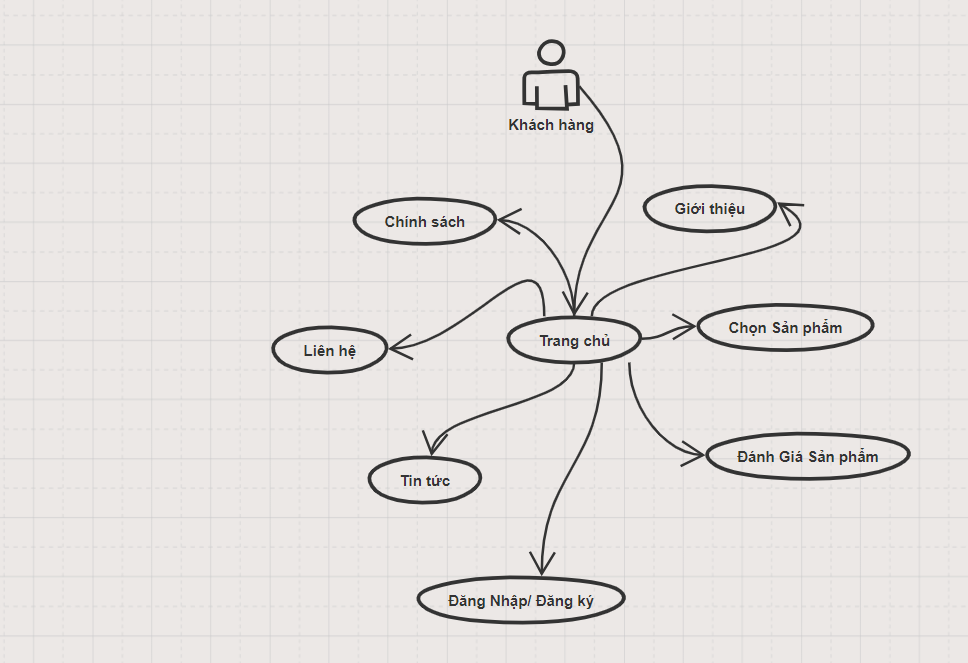 Khách hàng
Chính sách
Giới thiệu
Liên hệ
Trang chủ
Chọn Sản phẩm
Tin tức
Đánh Giá Sản phẩm
Đăng Nhập/ Đăng ký